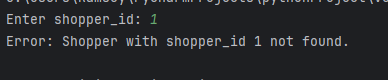 Enter shopper_id: 1
Error: Shopper with shopper_id 1 not found.